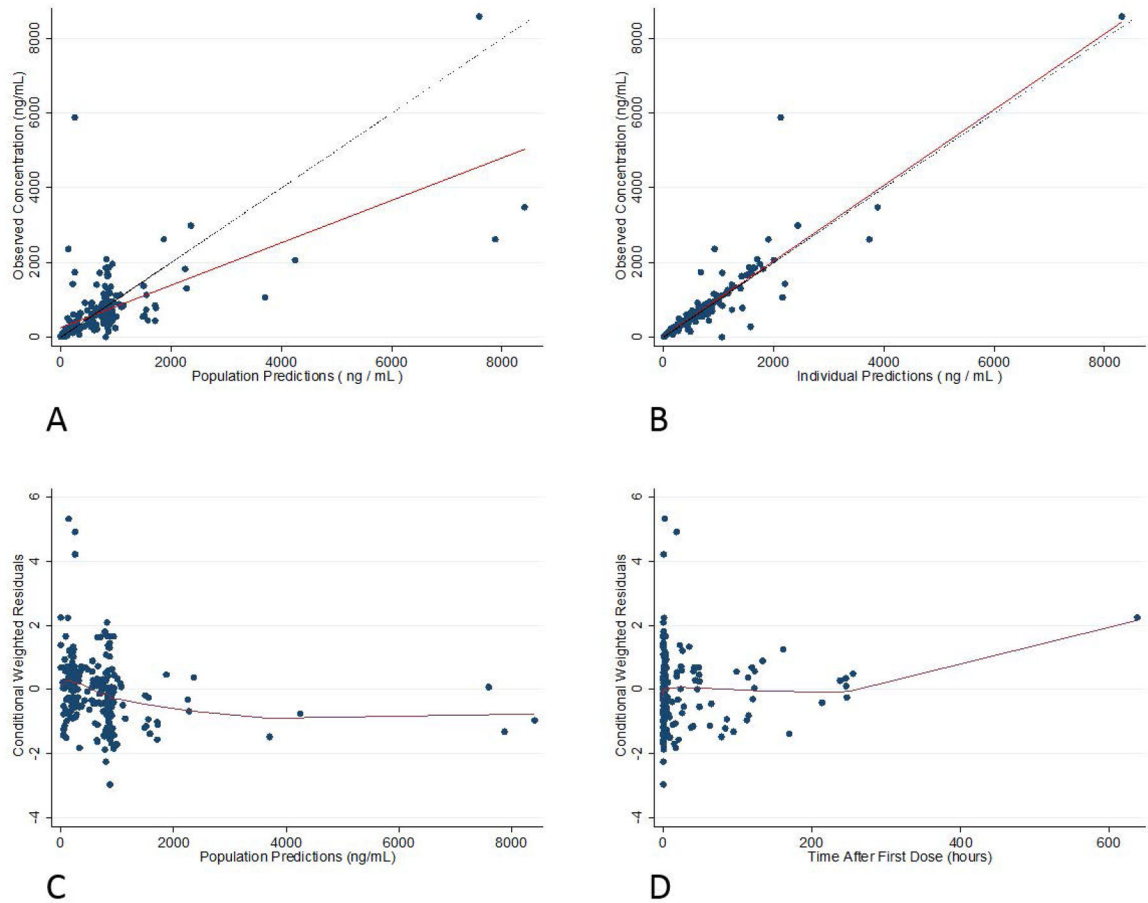 8000
6000
4000
2000
0
Observed Concentration (ng/mL)
0 2000 4000 6000 8000
Population Predictions ( ng / mL )
A
8000
6000
4000
2000
0
Observed Concentration (ng/mL)
0 2000 4000 6000 8000
Individual Predictions ( ng / mL )
B
6
4
2
0
-2
-4
Conditional Weighted Residuals
0 2000 4000 6000 8000
Population Predictions (ng/mL)
C
6
4
2
0
-2
-4
Conditional Weighted Residuals
0 200 400 600
Time After First Dose (hours)
D